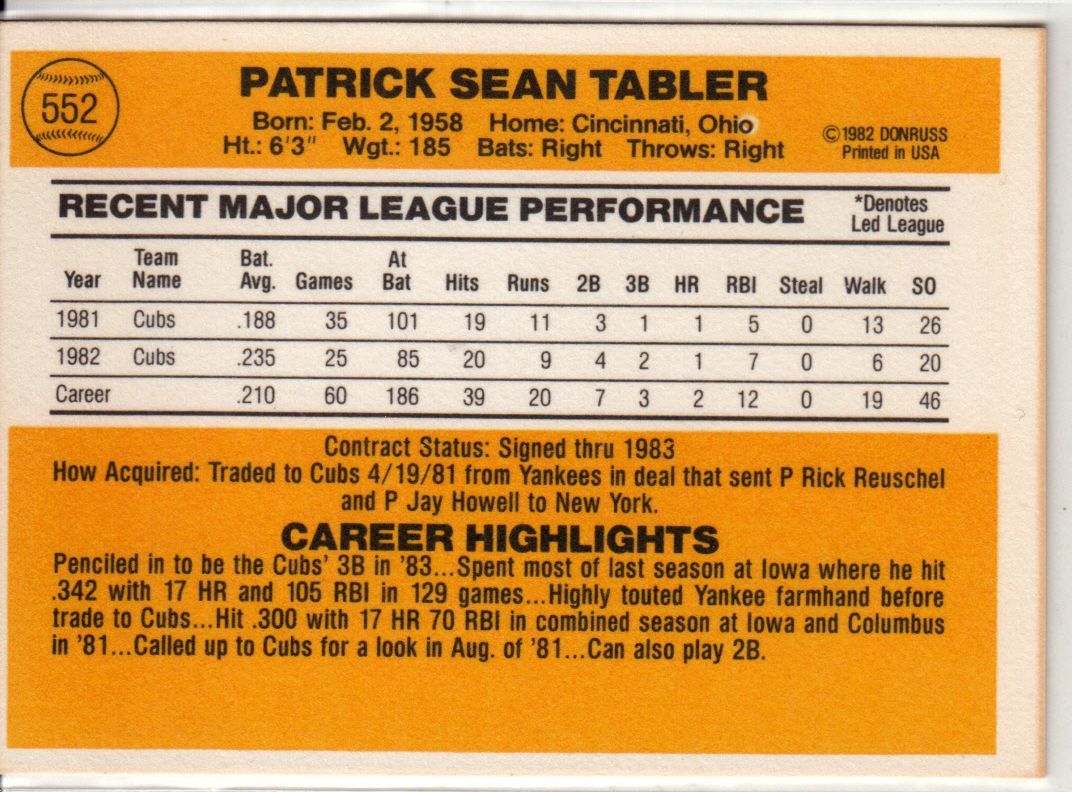 552
PATRICK SEAN TABLER
Born: Feb. 2, 1958 Home: Cincinnati, Ohio
Ht.: 6'3" Wgt.: 185 Bats: Right Throws: Right
©1982 DONRUSS
Printed in USA
RECENT MAJOR LEAGUE PERFORMANCE
*Denotes
Led League
Year Team Name Bat. Avg. Games At Bat Hits Runs 2B 3B HR RBI Steal Walk SO
1981 Cubs .188 35 101 19 11 3 1 1 5 0 13 26
1982 Cubs .235 25 85 20 9 4 2 1 7 0 6 20
Career .210 60 186 39 20 7 3 2 12 0 19 46
Contract Status: Signed thru 1983
How Acquired: Traded to Cubs 4/19/81 from Yankees in deal that sent P Rick Reuschel
and P Jay Howell to New York.
CAREER HIGHLIGHTS
Penciled in to be the Cubs' 3B in '83...Spent most of last season at Iowa where he hit
.342 with 17 HR and 105 RBI in 129 games...Highly touted Yankee farmhand before
trade to Cubs...Hit .300 with 17 HR 70 RBI in combined season at Iowa and Columbus
in '81...Called up to Cubs for a look in Aug. of '81...Can also play 2B.